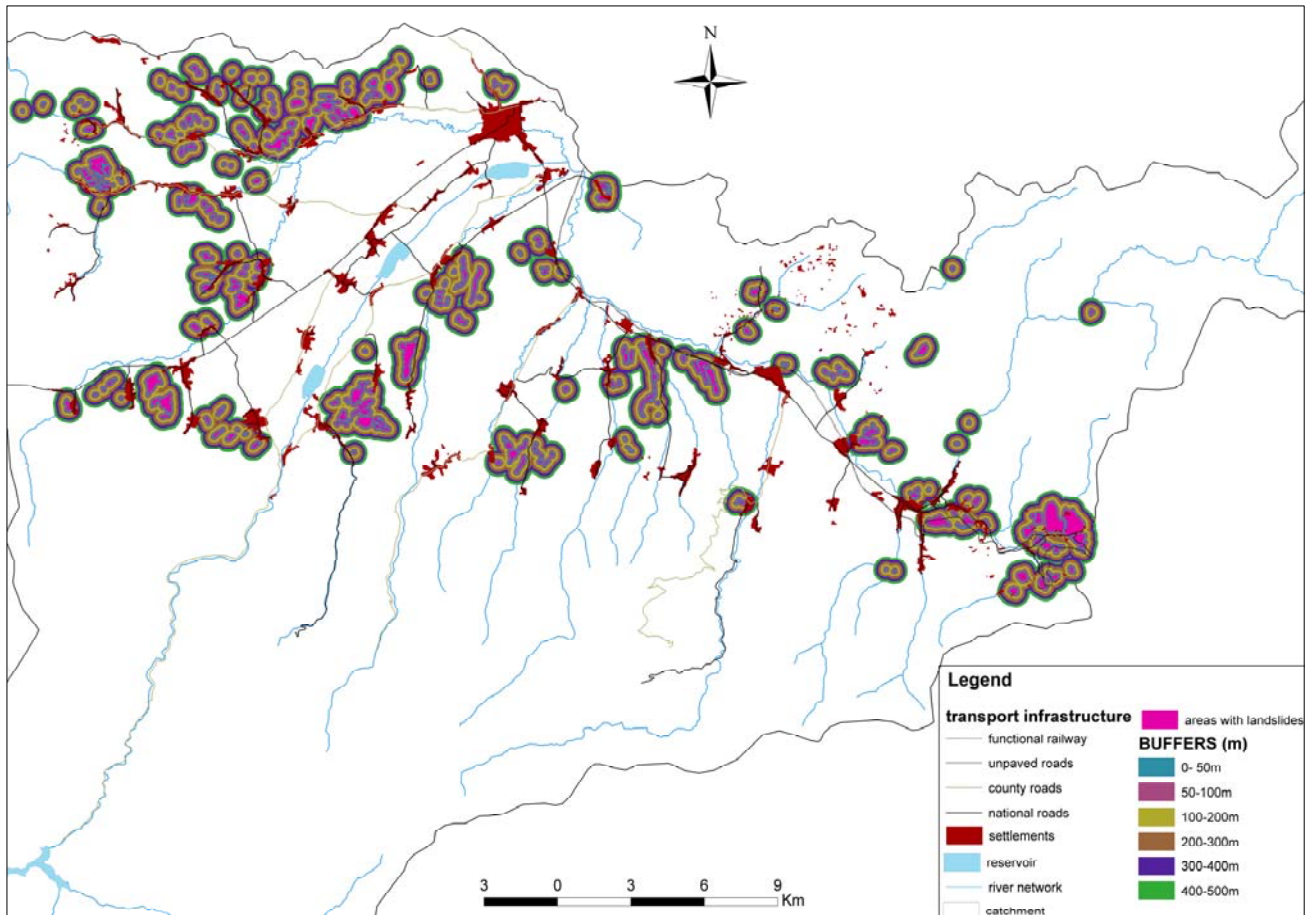 N
Legend
transport infrastructure
functional railway
unpaved roads
county roads
national roads
settlements
reservoir
river network
catchment
areas with landslides
BUFFERS (m)
0- 50m
50-100m
100-200m
200-300m
300-400m
400-500m
3 0 3 6 9
Km